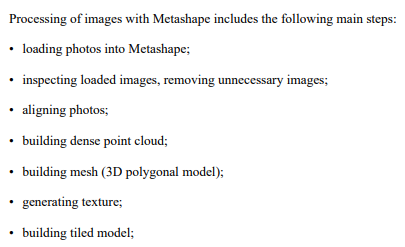 Processing of images with Metashape includes the following main steps:
• loading photos into Metashape;
• inspecting loaded images, removing unnecessary images;
• aligning photos;
• building dense point cloud;
• building mesh (3D polygonal model);
• generating texture;
• building tiled model;